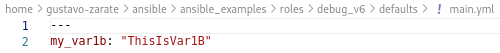 home > gustavo-zarate > ansible > ansible_examples > roles > debug_v6 > defaults > ! main.yml
1 ---
2 my_var1b: "ThisIsVar1B"